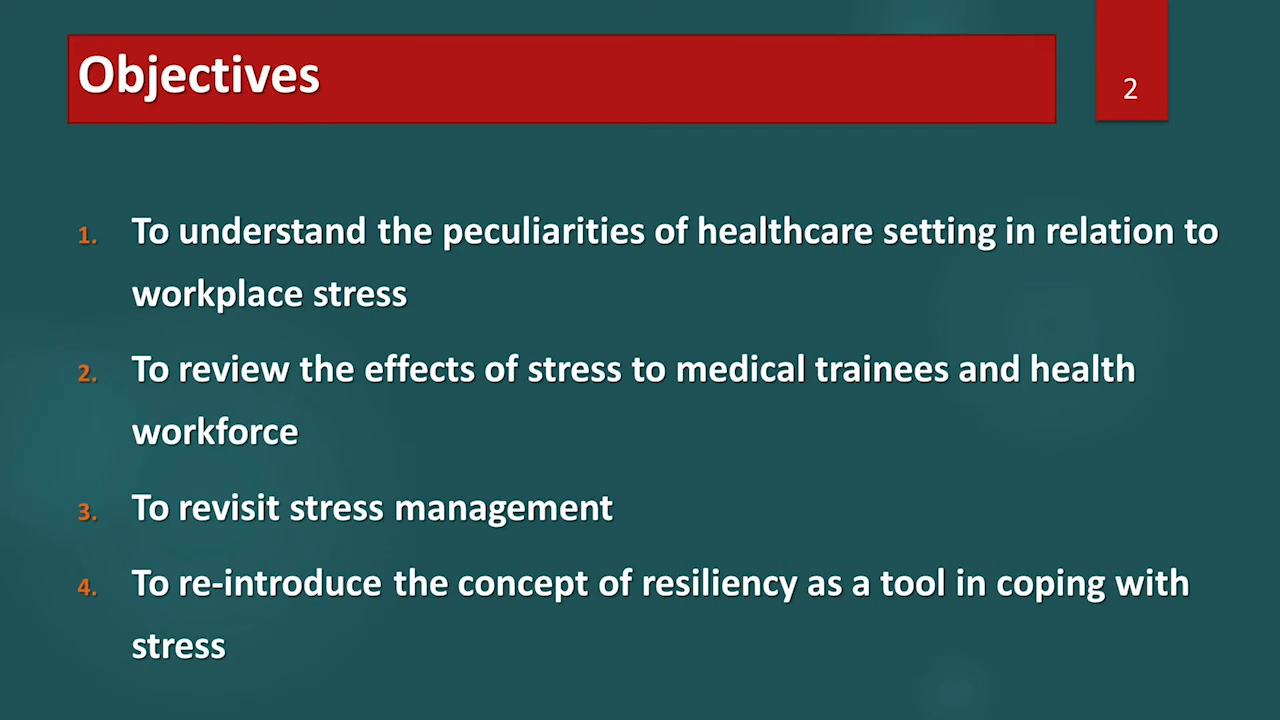 Objectives
2
1. To understand the peculiarities of healthcare setting in relation to
workplace stress
2. To review the effects of stress to medical trainees and health
workforce
3. To revisit stress management
4. To re-introduce the concept of resiliency as a tool in coping with
stress